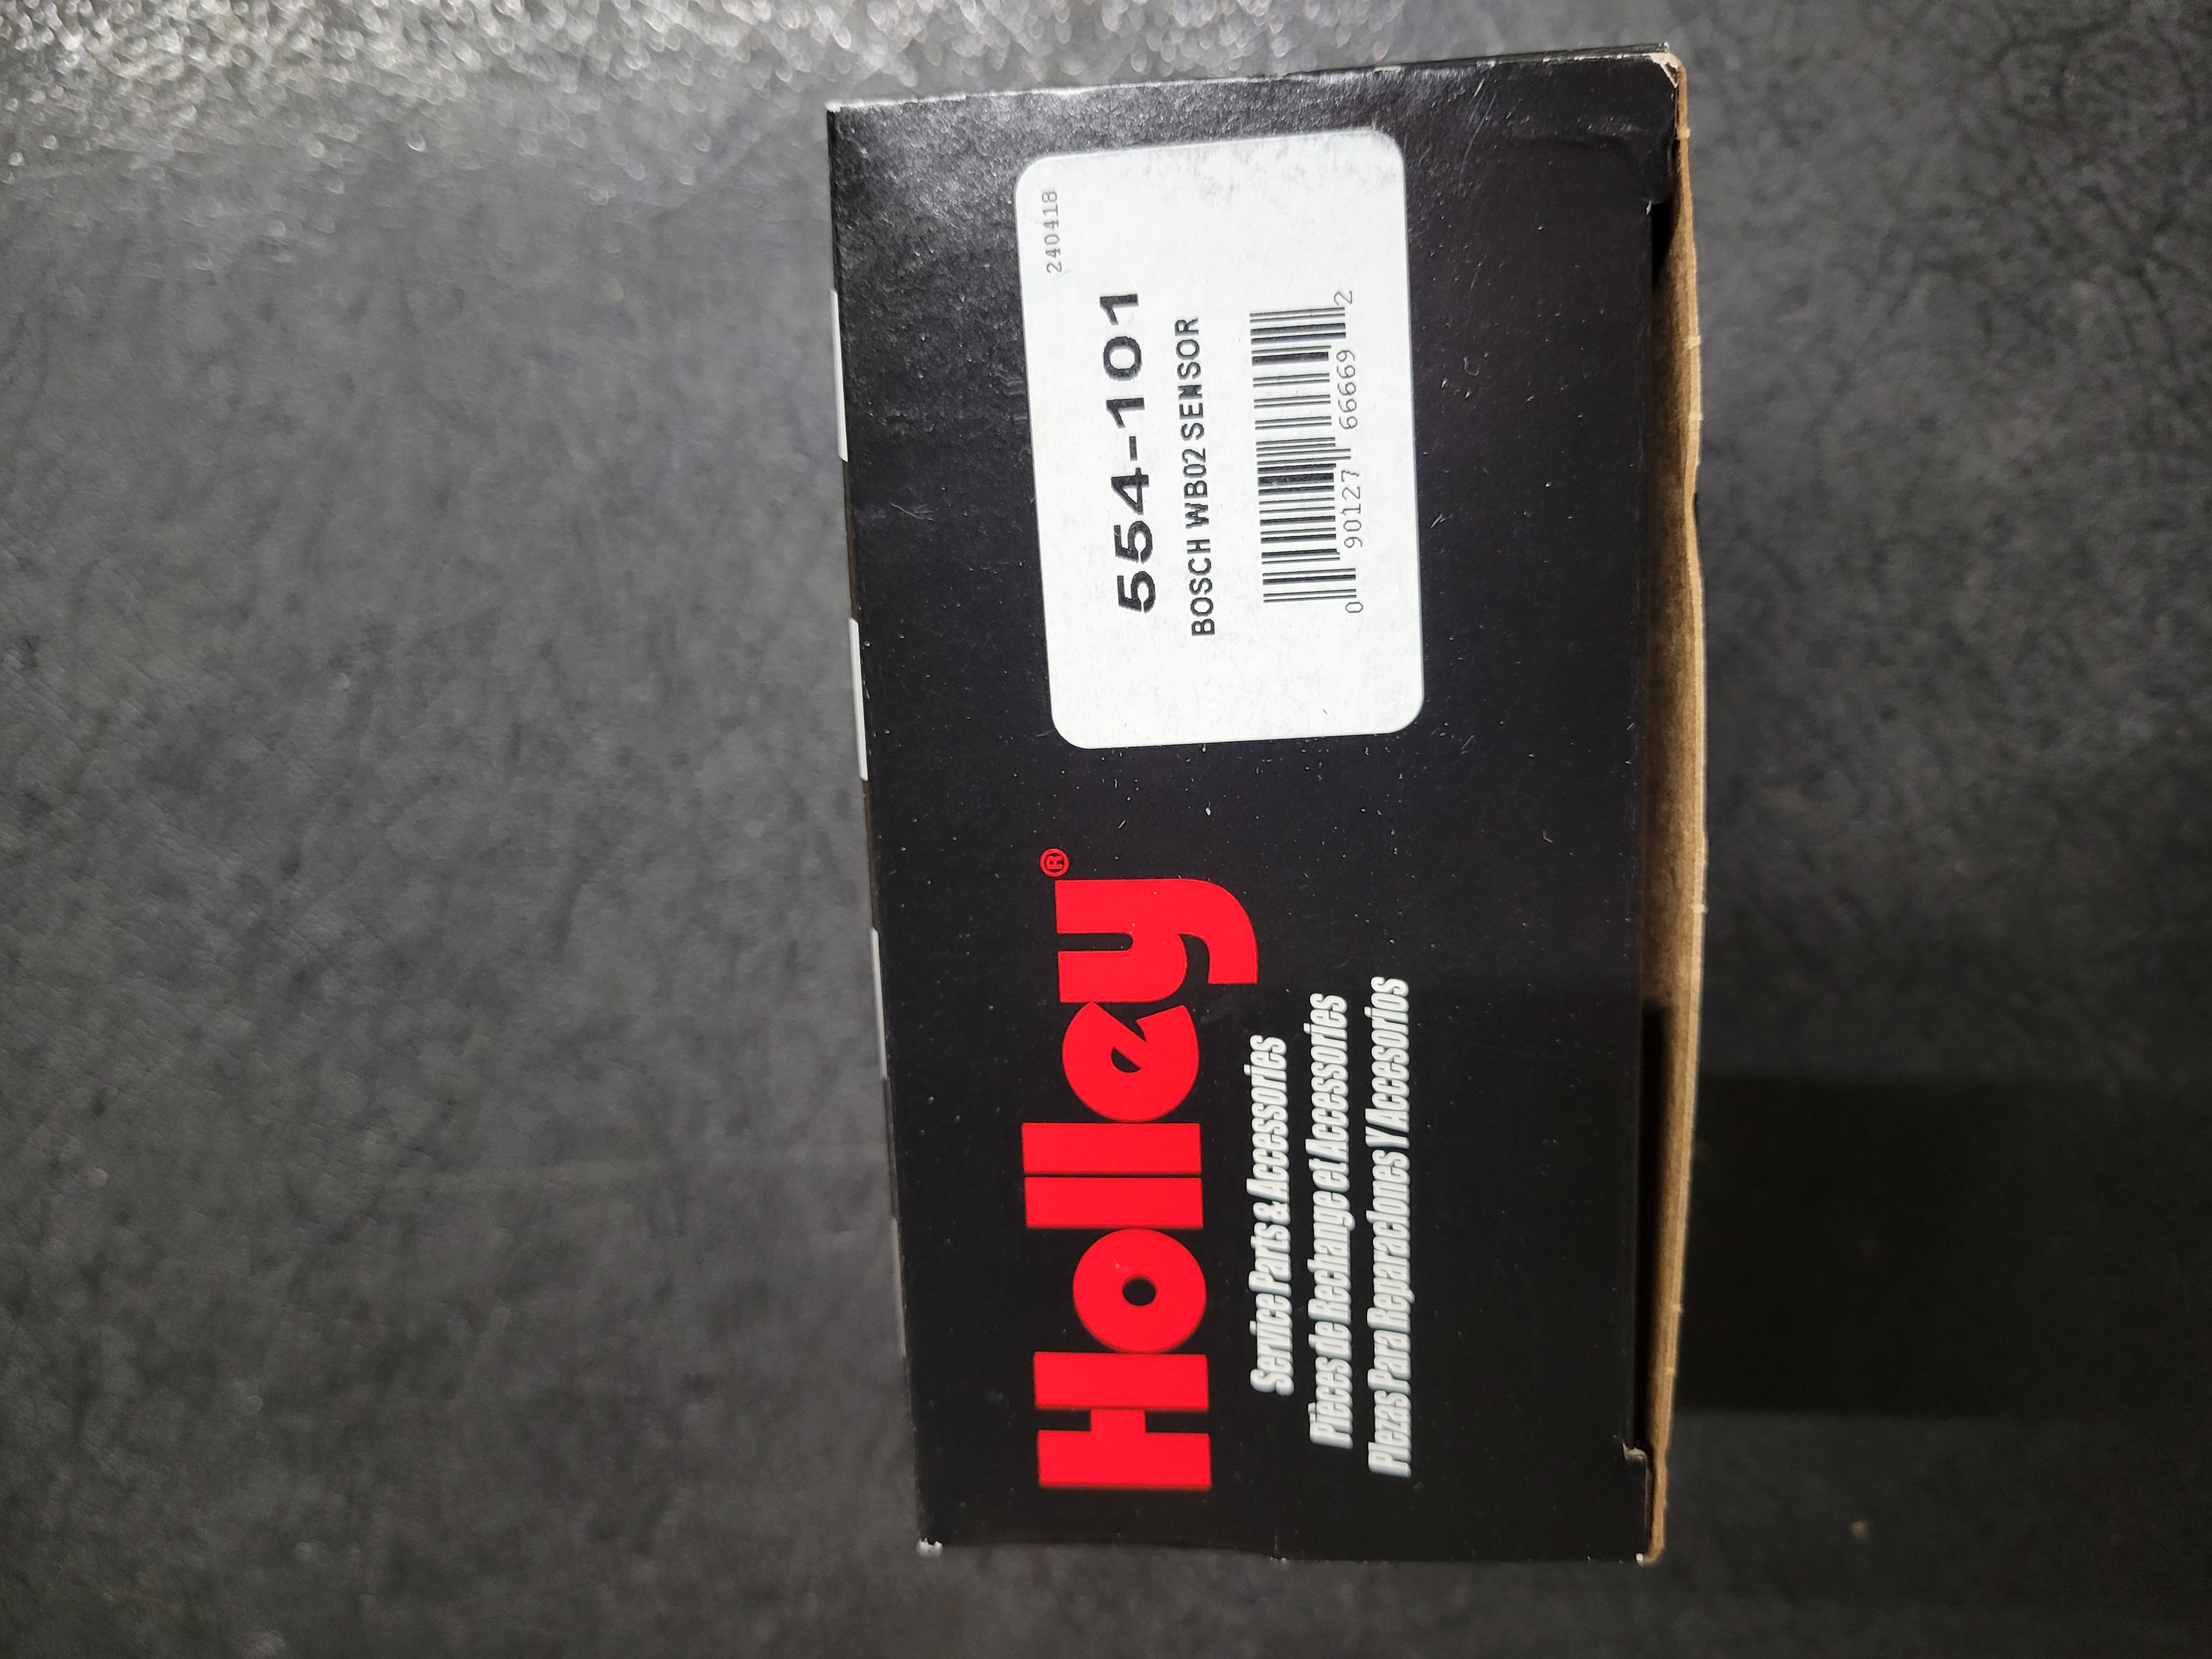 Holley®
Service Parts & Accessories
Pièces de Rechange et Accessories
Piezas Para Reparaciones Y Accesorios
240418
554-101
BOSCH WB02 SENSOR
0 90127 66669 2